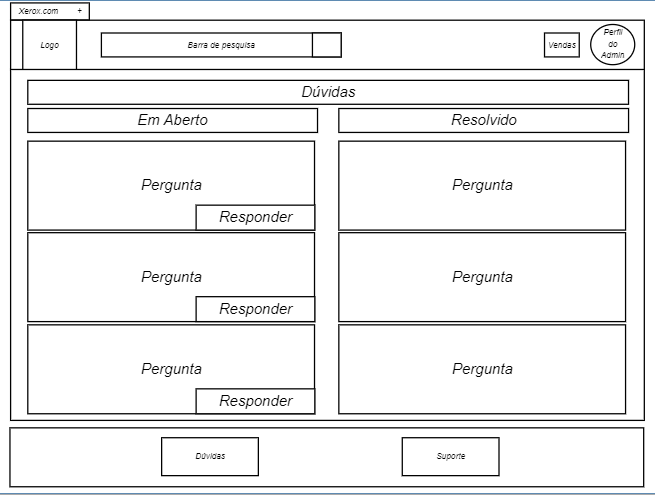 Xerox.com +
Logo
Barra de pesquisa
Vendas
Perfil
do
Admin
Dúvidas
Em Aberto
Resolvido
Pergunta
Responder
Pergunta
Pergunta
Responder
Pergunta
Pergunta
Responder
Pergunta
Dúvidas
Suporte